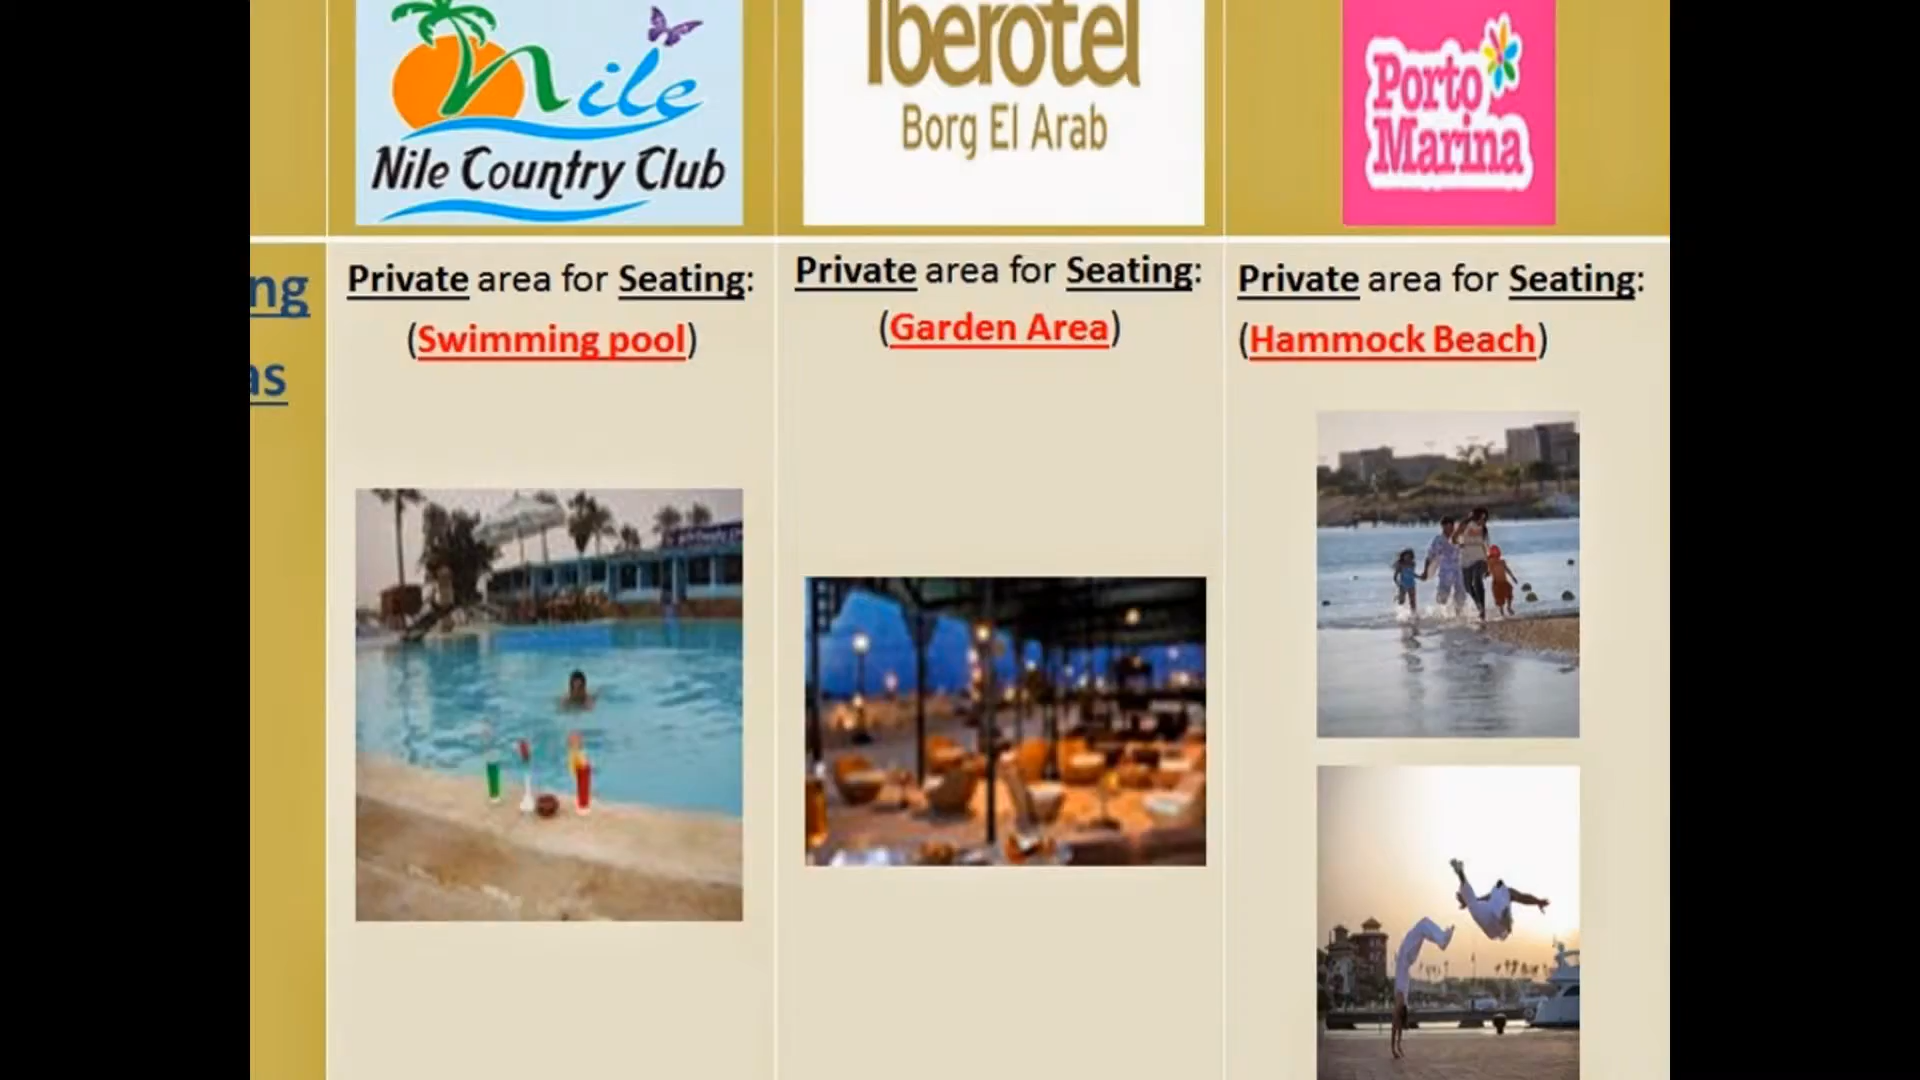 Nile
Nile Country Club
Iberotel
Borg El Arab
Porto
Marina
ng
as
Private area for Seating:
(Swimming pool)
Private area for Seating:
(Garden Area)
Private area for Seating:
(Hammock Beach)